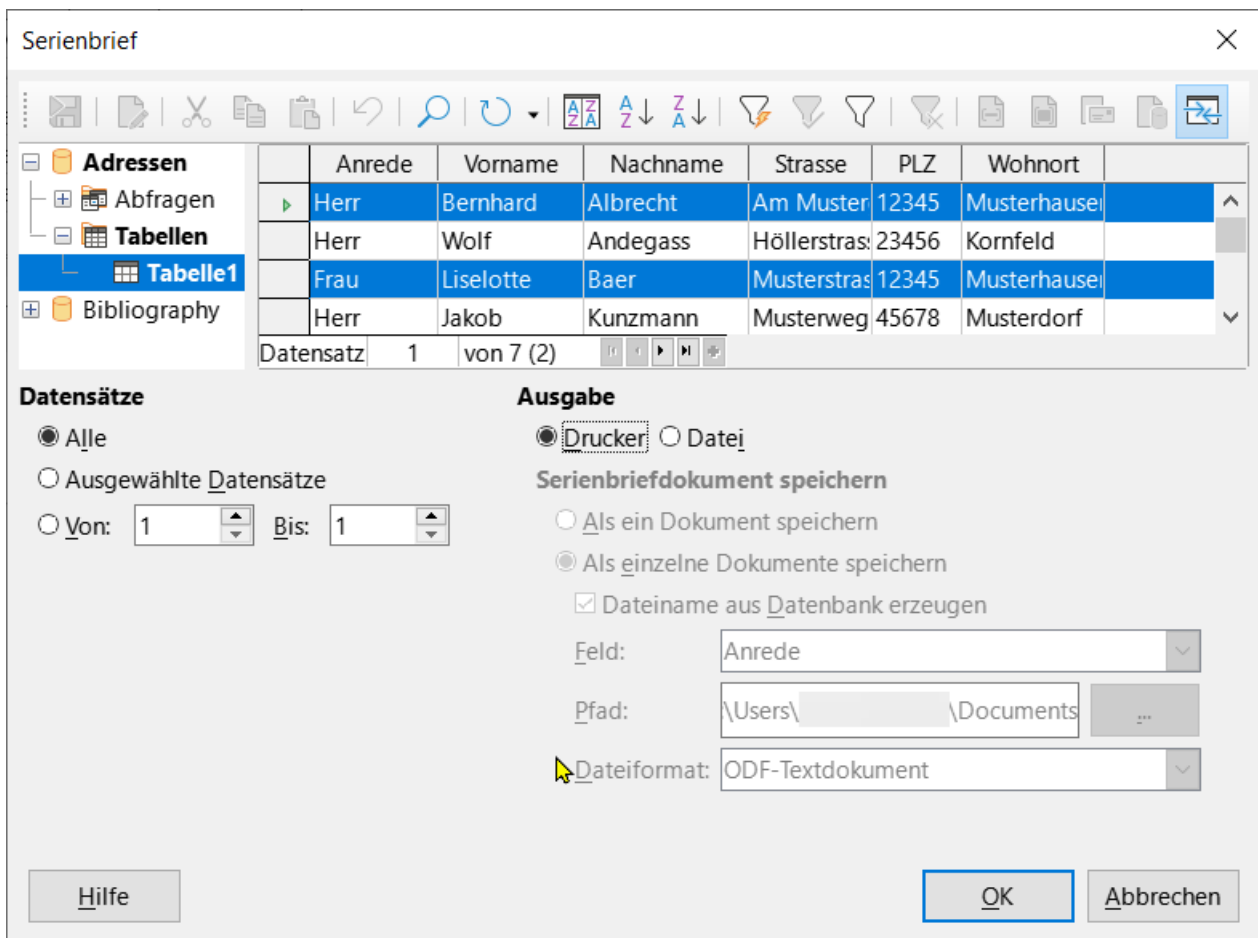 Serienbrief
Adressen
Abfragen
Tabellen
Tabelle1
Bibliography
Anrede Vorname Nachname Strasse PLZ Wohnort
Herr Bernhard Albrecht Am Muster 12345 Musterhause
Herr Wolf Andegass Höllerstras 23456 Kornfeld
Frau Liselotte Baer Musterstras 12345 Musterhause
Herr Jakob Kunzmann Musterweg 45678 Musterdorf
Datensatz 1 von 7 (2)
Datensätze
Alle
Ausgewählte Datensätze
Von: 1 Bis: 1
Ausgabe
Drucker Datei
Serienbriefdokument speichern
Als ein Dokument speichern
Als einzelne Dokumente speichern
Dateiname aus Datenbank erzeugen
Feld: Anrede
Pfad: :\Users\ \Documents ...
Dateiformat: ODF-Textdokument
Hilfe OK Abbrechen